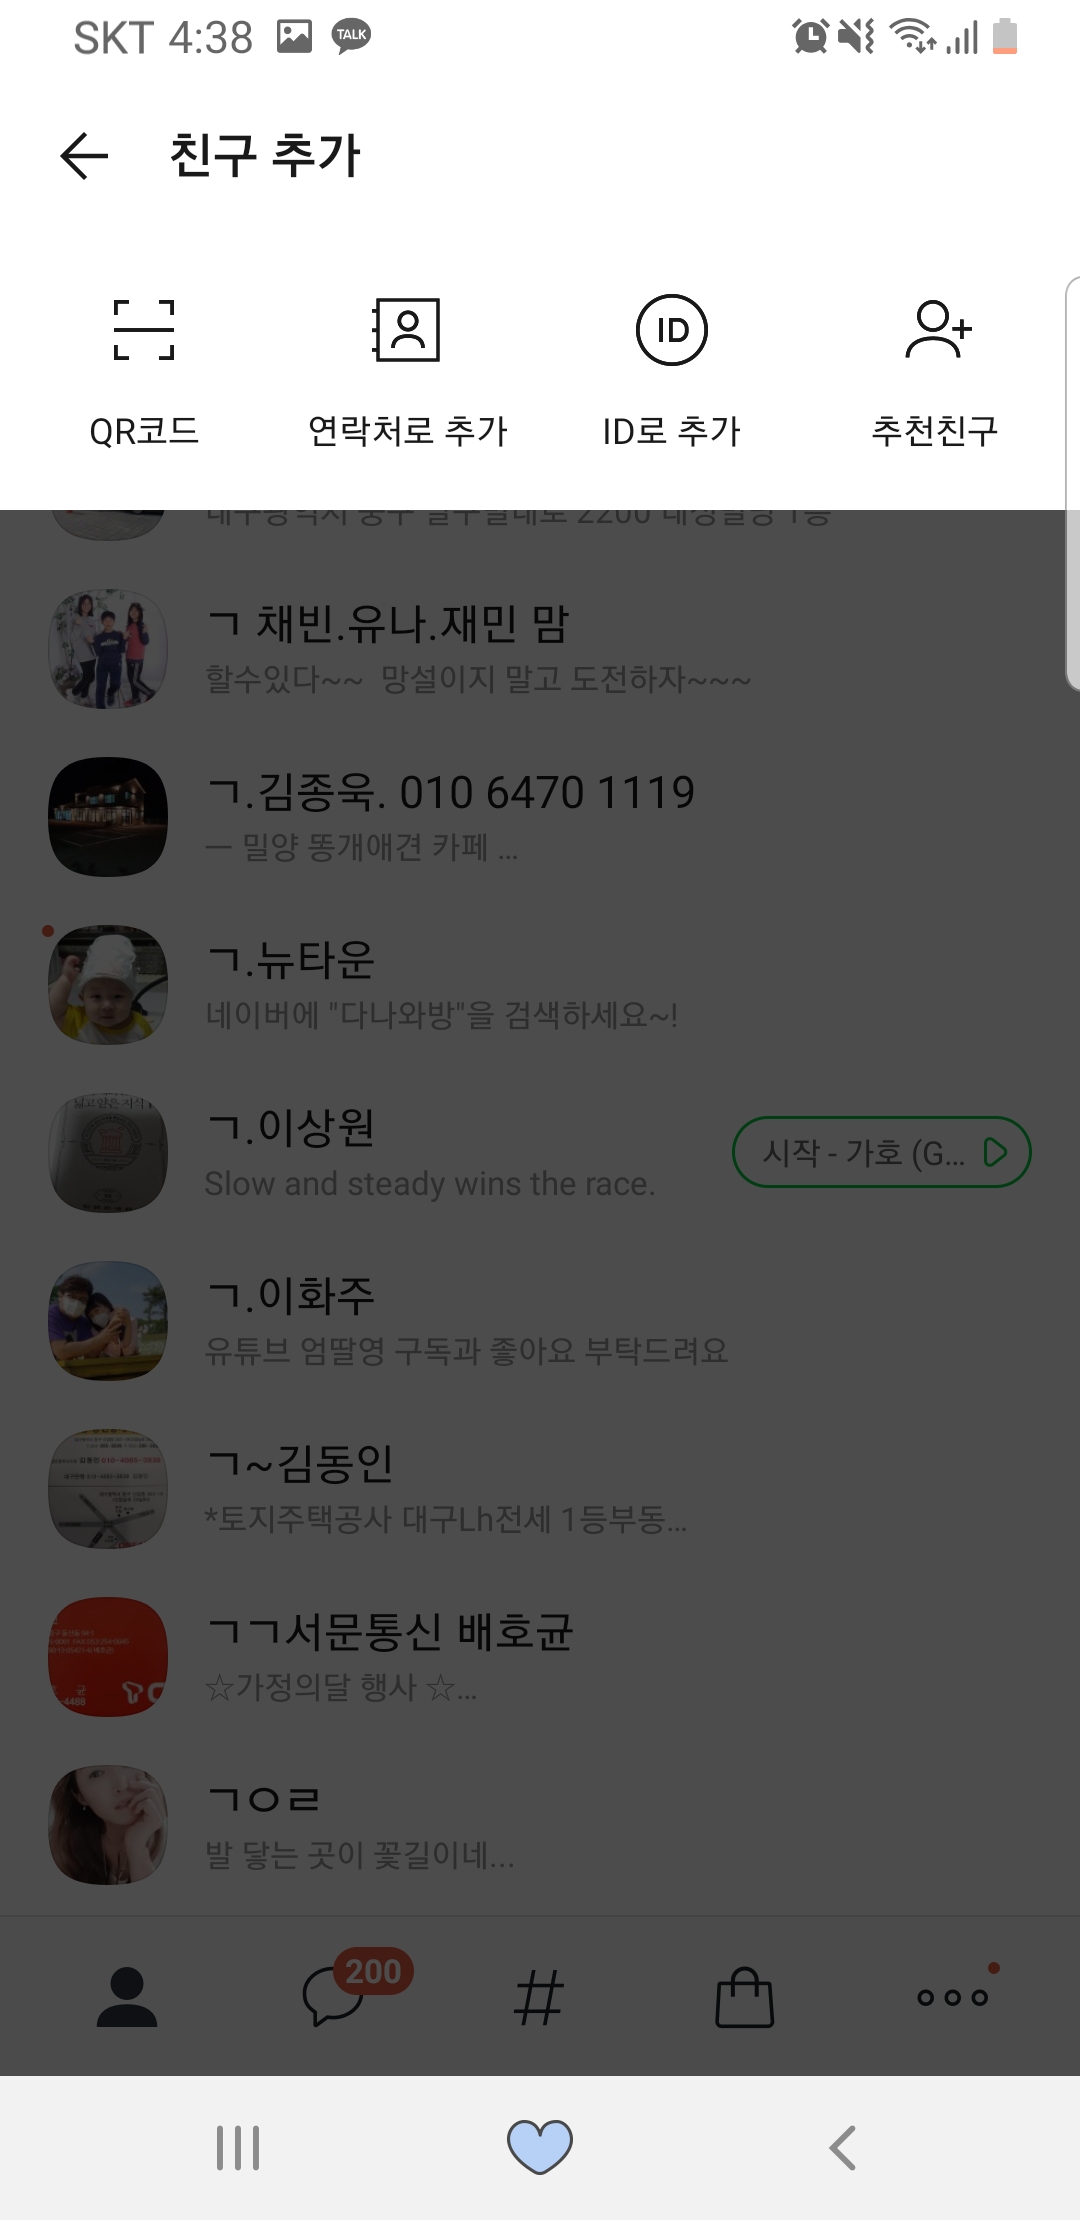 SKT 4:38
TALK
친구 추가
QR코드
연락처로 추가
ID로 추가
추천친구
ㄱ 채빈.유나.재민 맘
할수있다~~ 망설이지 말고 도전하자~~~
ㄱ.김종욱. 010 6470 1119
ㅡ 밀양 똥개애견 카페 ...
ㄱ.뉴타운
네이버에 "다나와방"을 검색하세요~!
ㄱ.이상원
Slow and steady wins the race.
시작 - 가호 (G...
ㄱ.이화주
유튜브 엄딸영 구독과 좋아요 부탁드려요
ㄱ~김동인
*토지주택공사 대구Lh전세 1등부동...
ㄱㄱ서문통신 배호균
☆가정의달 행사 ☆...
ㄱㅇㄹ
발 닿는 곳이 꽃길이네...
200